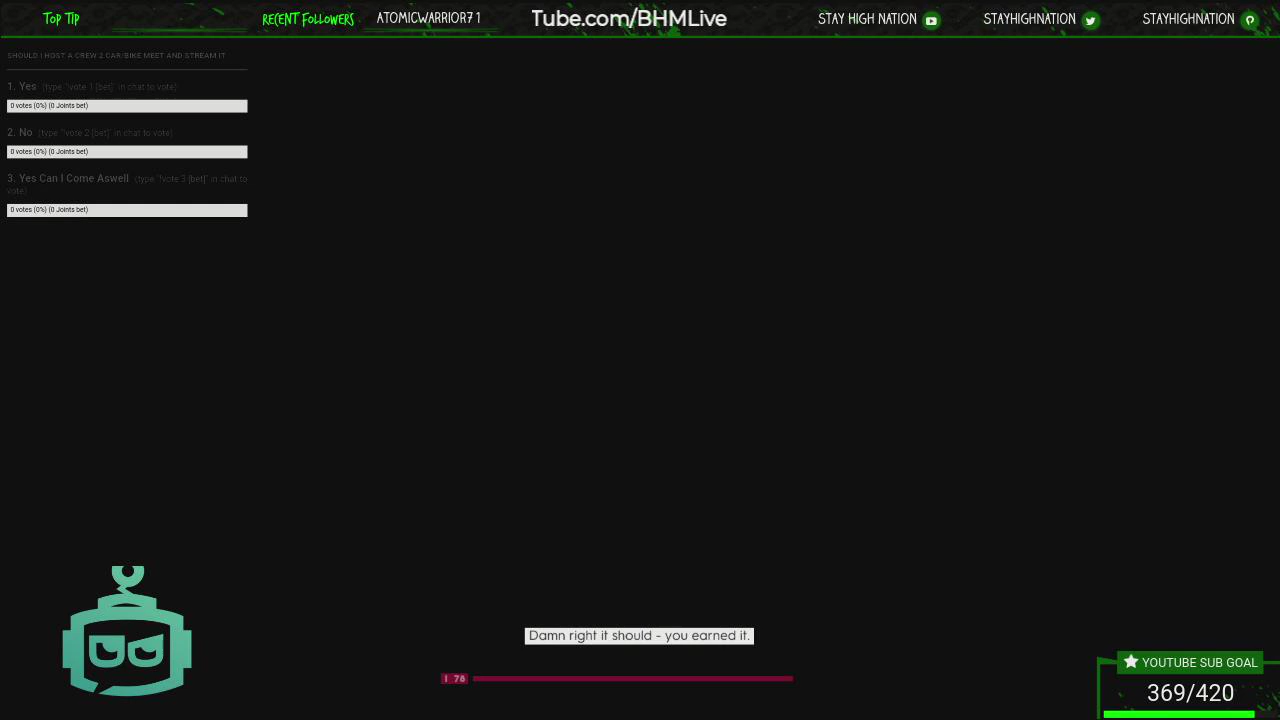 Top Tip
Recent Followers
ATOMICWARRIOR7 1
Tube.com/BHMLive
STAY HIGH NATION
STAYHIGHNATION
STAYHIGHNATION
SHOULD I HOST A CREW 2 CAR/BIKE MEET AND STREAM IT
1. Yes (type "!vote 1 [bet]" in chat to vote)
0 votes (0%) (0 Joints bet)
2. No (type "!vote 2 [bet]" in chat to vote)
0 votes (0%) (0 Joints bet)
3. Yes Can I Come Aswell (type "!vote 3 [bet]" in chat to
vote)
0 votes (0%) (0 Joints bet)
Damn right it should - you earned it.
78
YOUTUBE SUB GOAL
369/420